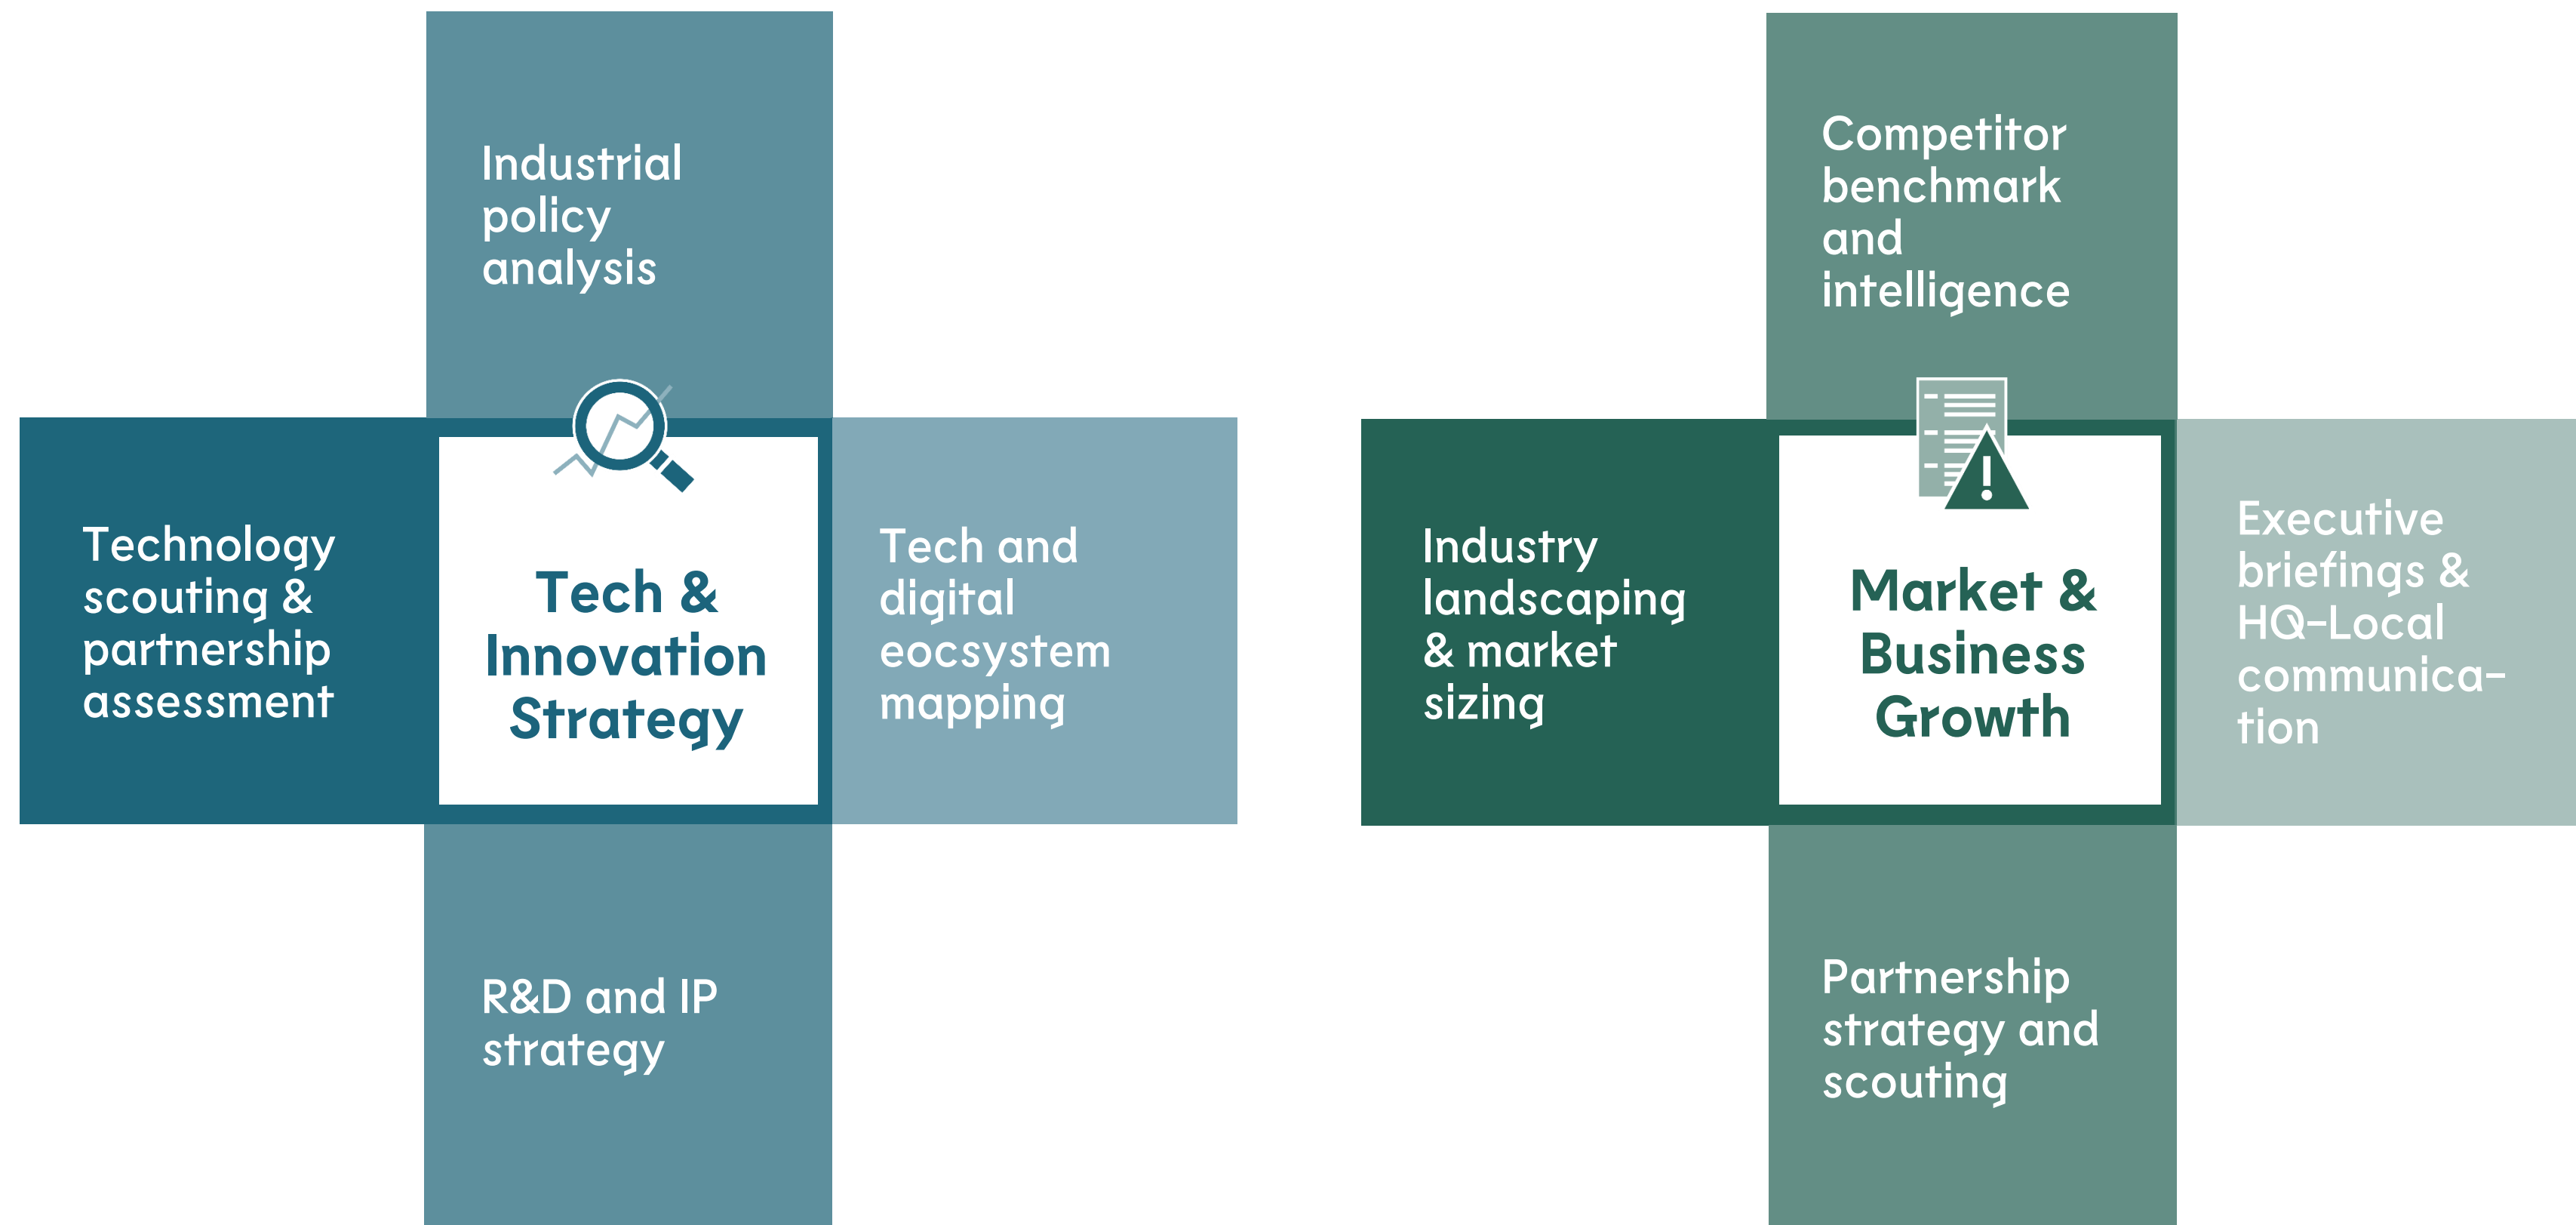 Industrial
policy
analysis
Technology
scouting &
partnership
assessment
Tech &
Innovation
Strategy
Tech and
digital
eocsystem
mapping
R&D and IP
strategy
Competitor
benchmark
and
intelligence
Industry
landscaping
& market
sizing
Market &
Business
Growth
Executive
briefings &
HQ-Local
communica-
tion
Partnership
strategy and
scouting